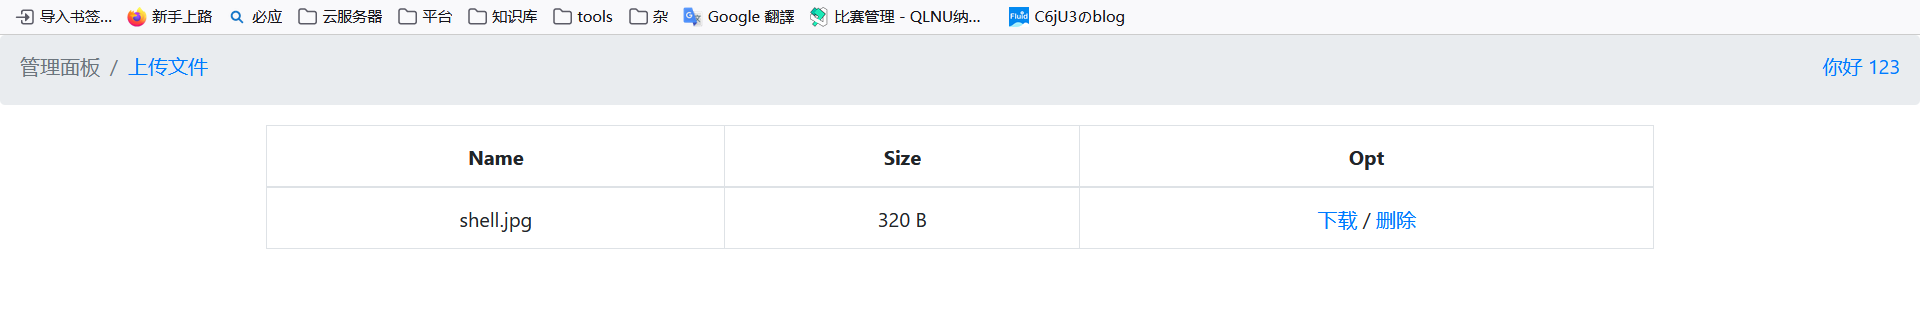 导入书签... 新手上路 必应 云服务器 平台 知识库 tools 杂 Google 翻譯 比赛管理 - QLNU纳... Fluid C6jU3のblog
管理面板 / 上传文件 你好 123
Name Size Opt
shell.jpg 320 B 下载 / 删除